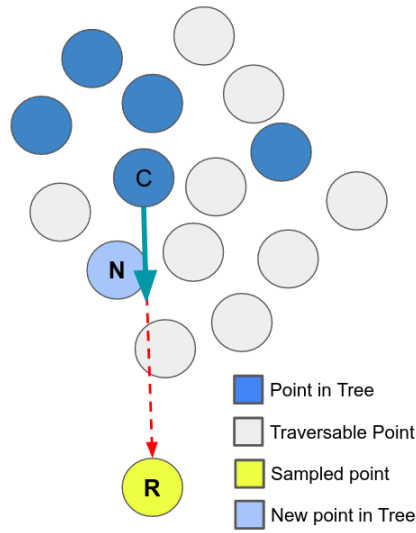 C
N
R
Point in Tree
Traversable Point
Sampled point
New point in Tree